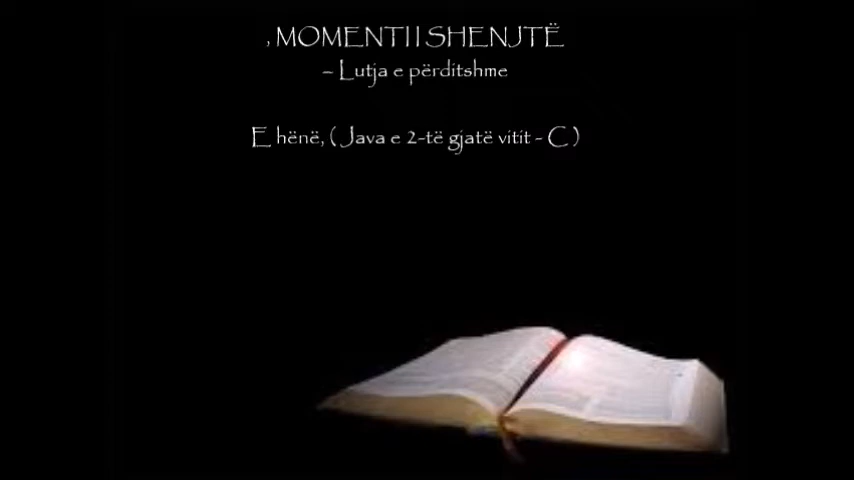 , MOMENTI I SHENJTË
– Lutja e përditshme
E hënë, ( Java e 2-të gjatë vitit - C )